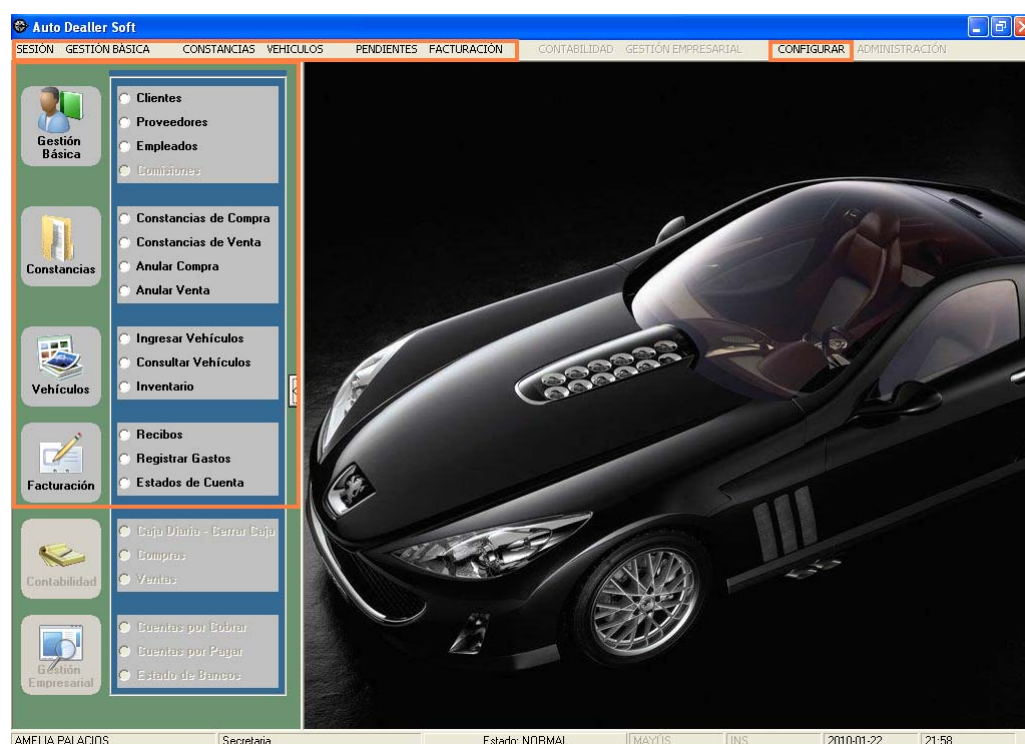 Auto Dealler Soft
SESIÓN GESTIÓN BÁSICA CONSTANCIAS VEHICULOS PENDIENTES FACTURACIÓN CONTABILIDAD GESTIÓN EMPRESARIAL CONFIGURAR ADMINISTRACIÓN
Gestión
Básica
Clientes
Proveedores
Empleados
Comisiones
Constancias
Constancias de Compra
Constancias de Venta
Anular Compra
Anular Venta
Vehículos
Ingresar Vehículos
Consultar Vehículos
Inventario
Facturación
Recibos
Registrar Gastos
Estados de Cuenta
Contabilidad
Caja Diaria - Cerrar Caja
Compras
Ventas
Gestión
Empresarial
Cuentas por Cobrar
Cuentas por Pagar
Estado de Bancos
AMELIA PALACIOS Secretaria Estado: NORMAL MAYÚS INS 2010-01-22 21:58